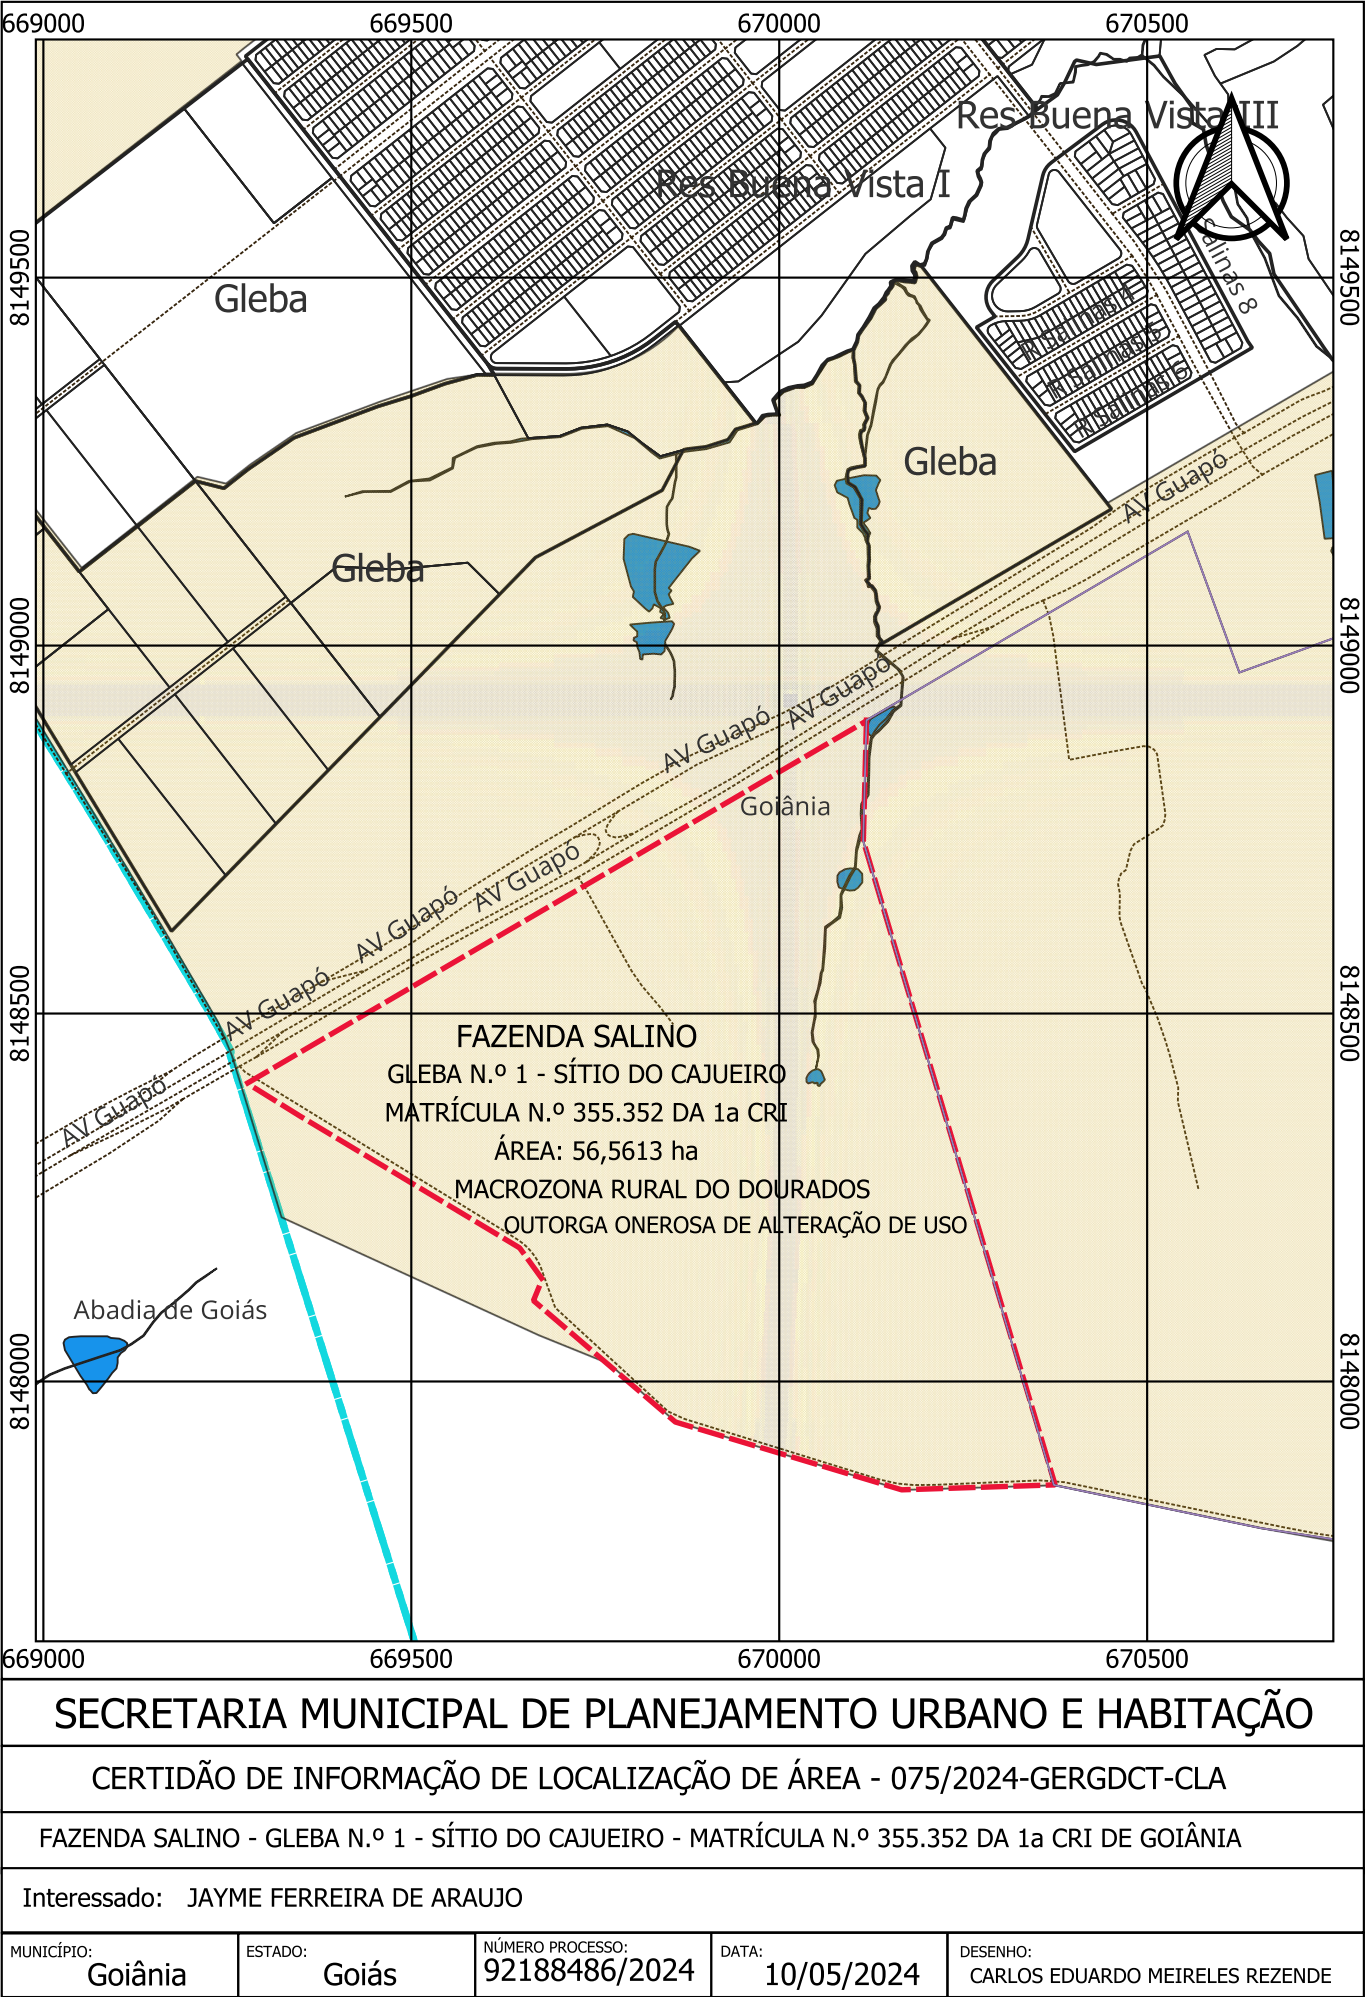 669000 669500 670000 670500
Res Buena Vista III
Res Buena Vista I
8149500
8149500
Salinas 8
Gleba
R Salinas 4
R Salinas 5
R Salinas 6
Gleba
AV Guapó
Gleba
8149000
8149000
AV Guapó
AV Guapó
Goiânia
AV Guapó
AV Guapó
AV Guapó
8148500
8148500
FAZENDA SALINO
GLEBA N.º 1 - SÍTIO DO CAJUEIRO
AV Guapó
MATRÍCULA N.º 355.352 DA 1a CRI
ÁREA: 56,5613 ha
MACROZONA RURAL DO DOURADOS
OUTORGA ONEROSA DE ALTERAÇÃO DE USO
Abadia de Goiás
8148000
8148000
669000 669500 670000 670500
SECRETARIA MUNICIPAL DE PLANEJAMENTO URBANO E HABITAÇÃO
CERTIDÃO DE INFORMAÇÃO DE LOCALIZAÇÃO DE ÁREA - 075/2024-GERGDCT-CLA
FAZENDA SALINO - GLEBA N.º 1 - SÍTIO DO CAJUEIRO - MATRÍCULA N.º 355.352 DA 1a CRI DE GOIÂNIA
Interessado: JAYME FERREIRA DE ARAUJO
MUNICÍPIO: ESTADO: NÚMERO PROCESSO: DATA: DESENHO:
Goiânia Goiás 92188486/2024 10/05/2024 CARLOS EDUARDO MEIRELES REZENDE